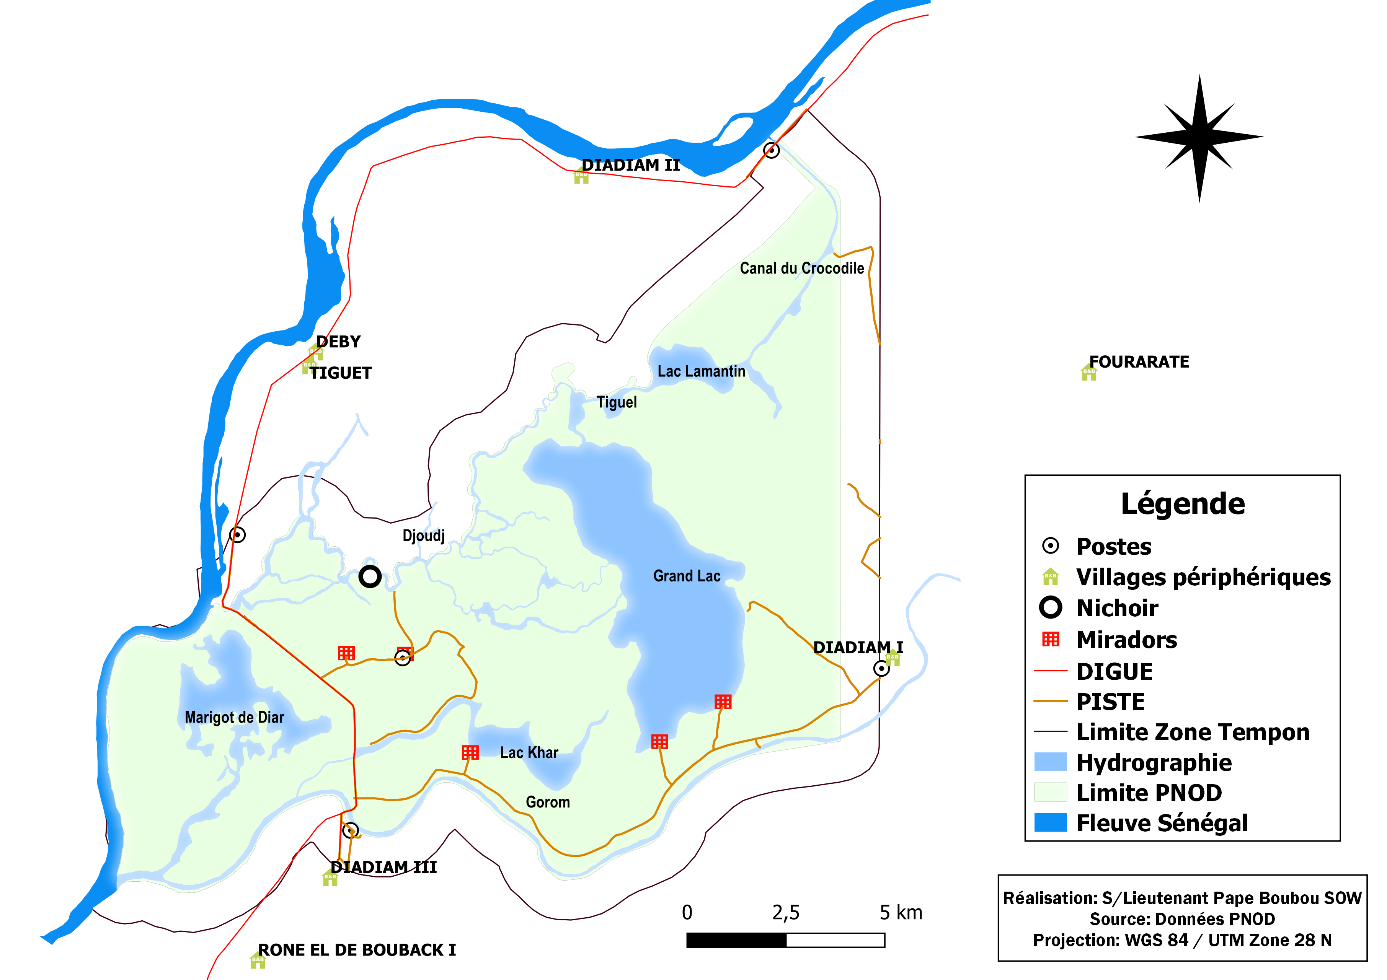 DIADIAM II
Canal du Crocodile
DEBY
TIGUET
Lac Lamantin
FOURARATE
Tiguel
Légende
Postes
Villages périphériques
Nichoir
Miradors
DIGUE
PISTE
Limite Zone Tempon
Hydrographie
Limite PNOD
Fleuve Sénégal
Djoudj
Grand Lac
DIADIAM I
Marigot de Diar
Lac Khar
Gorom
DIADIAM III
RONE EL DE BOUBACK I
0 2,5 5 km
Réalisation: S/Lieutenant Pape Boubou SOW
Source: Données PNOD
Projection: WGS 84 / UTM Zone 28 N